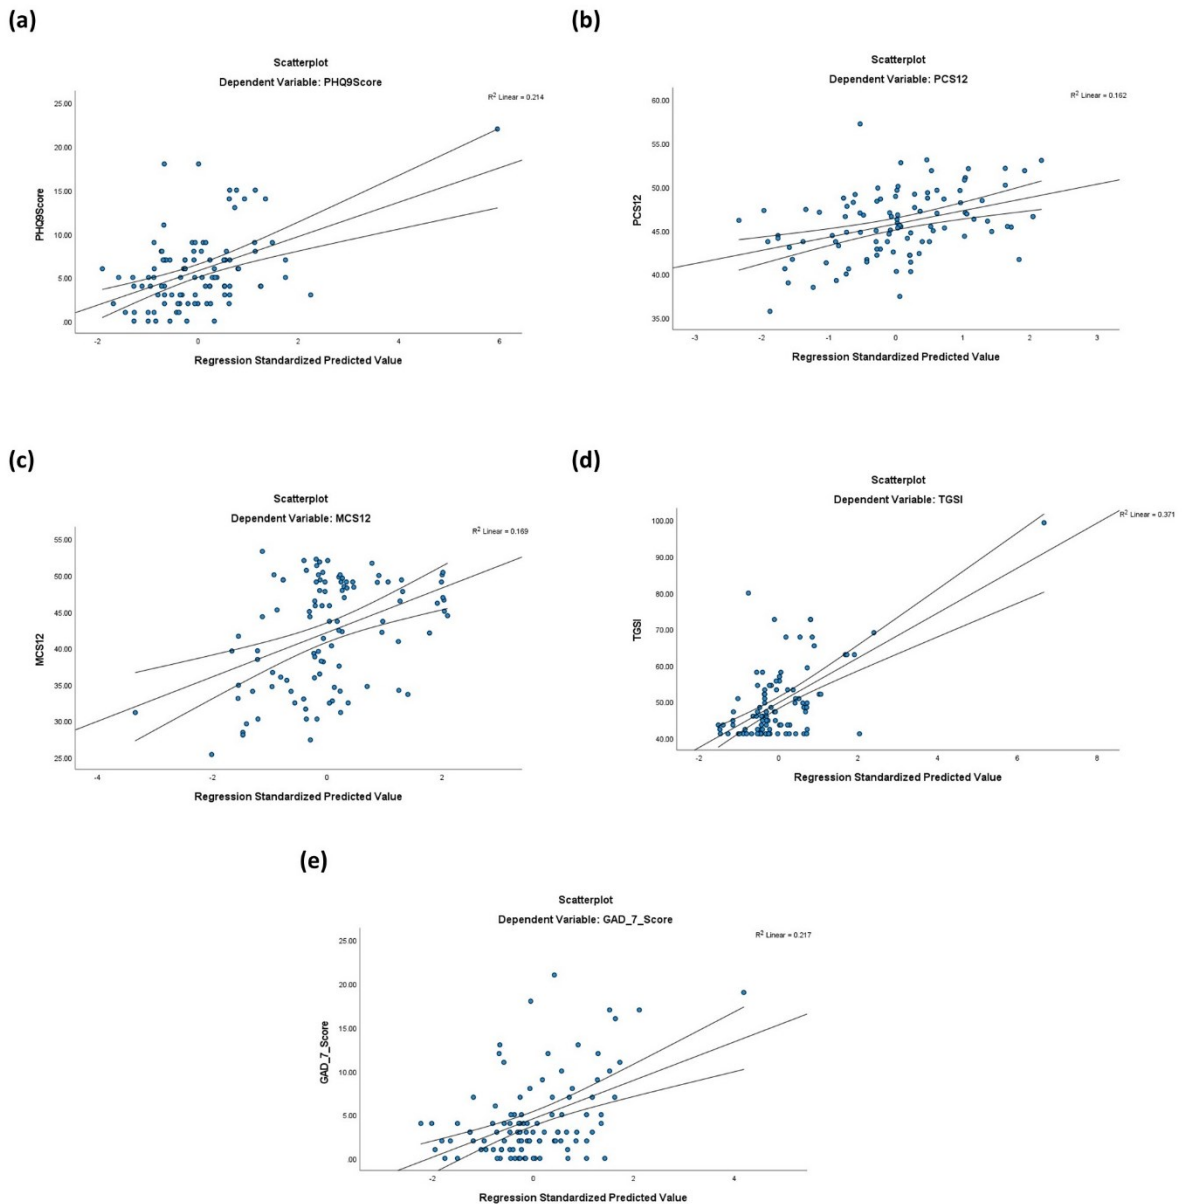 (a)
Scatterplot
Dependent Variable: PHQ9Score
R2 Linear = 0.214
25.00
20.00
15.00
10.00
5.00
.00
PHQ9Score
-2 0 2 4 6
Regression Standardized Predicted Value
(b)
Scatterplot
Dependent Variable: PCS12
R2 Linear = 0.162
60.00
55.00
50.00
45.00
40.00
35.00
PCS12
-3 -2 -1 0 1 2 3
Regression Standardized Predicted Value
(c)
Scatterplot
Dependent Variable: MCS12
R2 Linear = 0.169
55.00
50.00
45.00
40.00
35.00
30.00
25.00
MCS12
-4 -2 0 2
Regression Standardized Predicted Value
(d)
Scatterplot
Dependent Variable: TGSI
R2 Linear = 0.371
100.00
90.00
80.00
70.00
60.00
50.00
40.00
TGSI
-2 0 2 4 6 8
Regression Standardized Predicted Value
(e)
Scatterplot
Dependent Variable: GAD_7_Score
R2 Linear = 0.217
25.00
20.00
15.00
10.00
5.00
.00
GAD_7_Score
-2 0 2 4
Regression Standardized Predicted Value